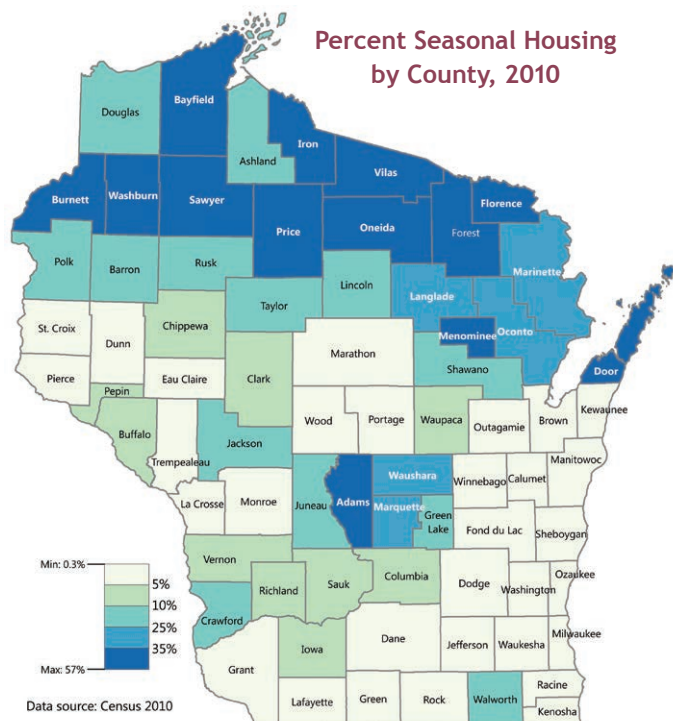 Percent Seasonal Housing
by County, 2010
Douglas
Bayfield
Ashland
Iron
Vilas
Burnett
Washburn
Sawyer
Price
Oneida
Forest
Florence
Polk
Barron
Rusk
Taylor
Lincoln
Langlade
Marinette
Oconto
St. Croix
Dunn
Chippewa
Marathon
Menominee
Door
Pierce
Eau Claire
Clark
Shawano
Pepin
Buffalo
Trempealeau
Jackson
Wood
Portage
Waupaca
Outagamie
Brown
Kewaunee
Manitowoc
La Crosse
Monroe
Juneau
Adams
Waushara
Marquette
Green
Lake
Winnebago
Calumet
Fond du Lac
Sheboygan
Vernon
Richland
Sauk
Columbia
Dodge
Washington
Ozaukee
Crawford
Grant
Iowa
Dane
Jefferson
Waukesha
Milwaukee
Lafayette
Green
Rock
Walworth
Racine
Kenosha
Min: 0.3%
5%
10%
25%
35%
Max: 57%
Data source: Census 2010